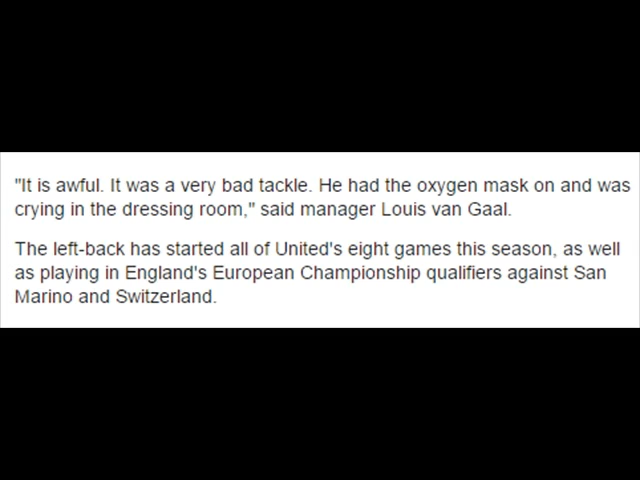 "It is awful. It was a very bad tackle. He had the oxygen mask on and was
crying in the dressing room," said manager Louis van Gaal.
The left-back has started all of United's eight games this season, as well
as playing in England's European Championship qualifiers against San
Marino and Switzerland.